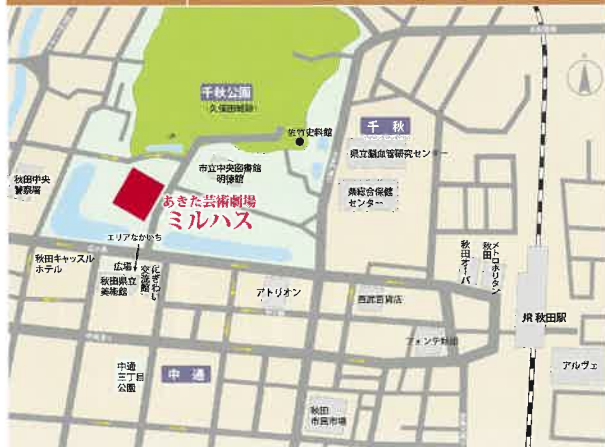 千秋公園
久保田城跡
佐竹史料館
千秋
県立脳血管研究センター
市立中央図書館
明徳館
県総合保健
センター
秋田中央
警察署
あきた芸術劇場
ミルハス
エリアなかいち
秋田キャッスル
ホテル
広場
秋田県立
美術館
にぎわい
交流館
アトリオン
西武百貨店
フォンテ秋田
秋田オーパ
メトロポリタン
秋田
JR 秋田駅
アルヴェ
中通
三丁目
公園
中通
秋田
市民市場